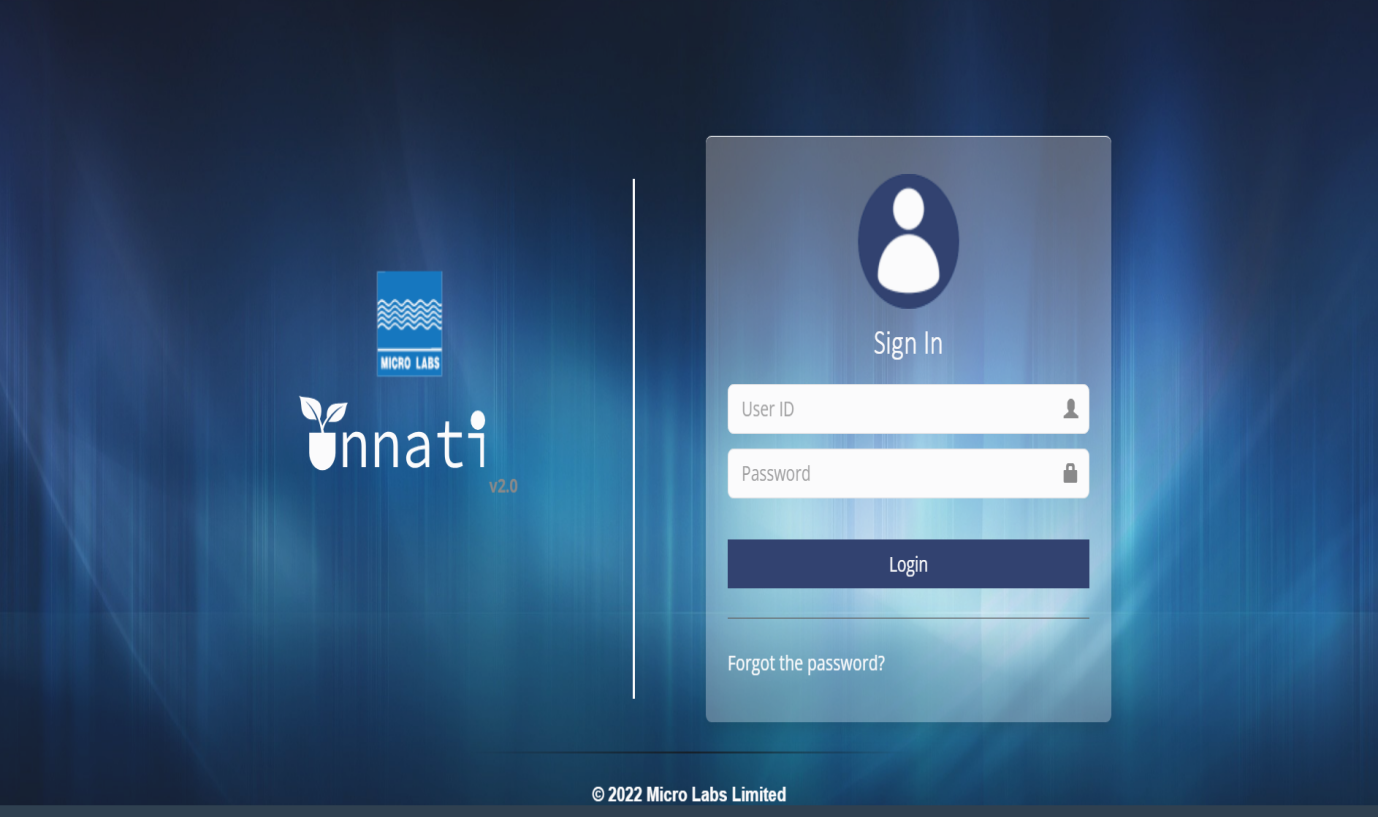 MICRO LABS
Unnati
v2.0
Sign In
User ID
Password
Login
Forgot the password?
© 2022 Micro Labs Limited